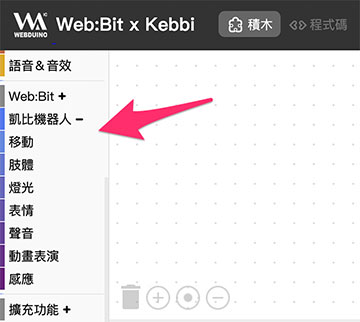 WEBDUINO
Web:Bit x Kebbi
積木
程式碼
語音＆音效
Web:Bit +
凱比機器人 −
移動
肢體
燈光
表情
聲音
動畫表演
感應
擴充功能 +